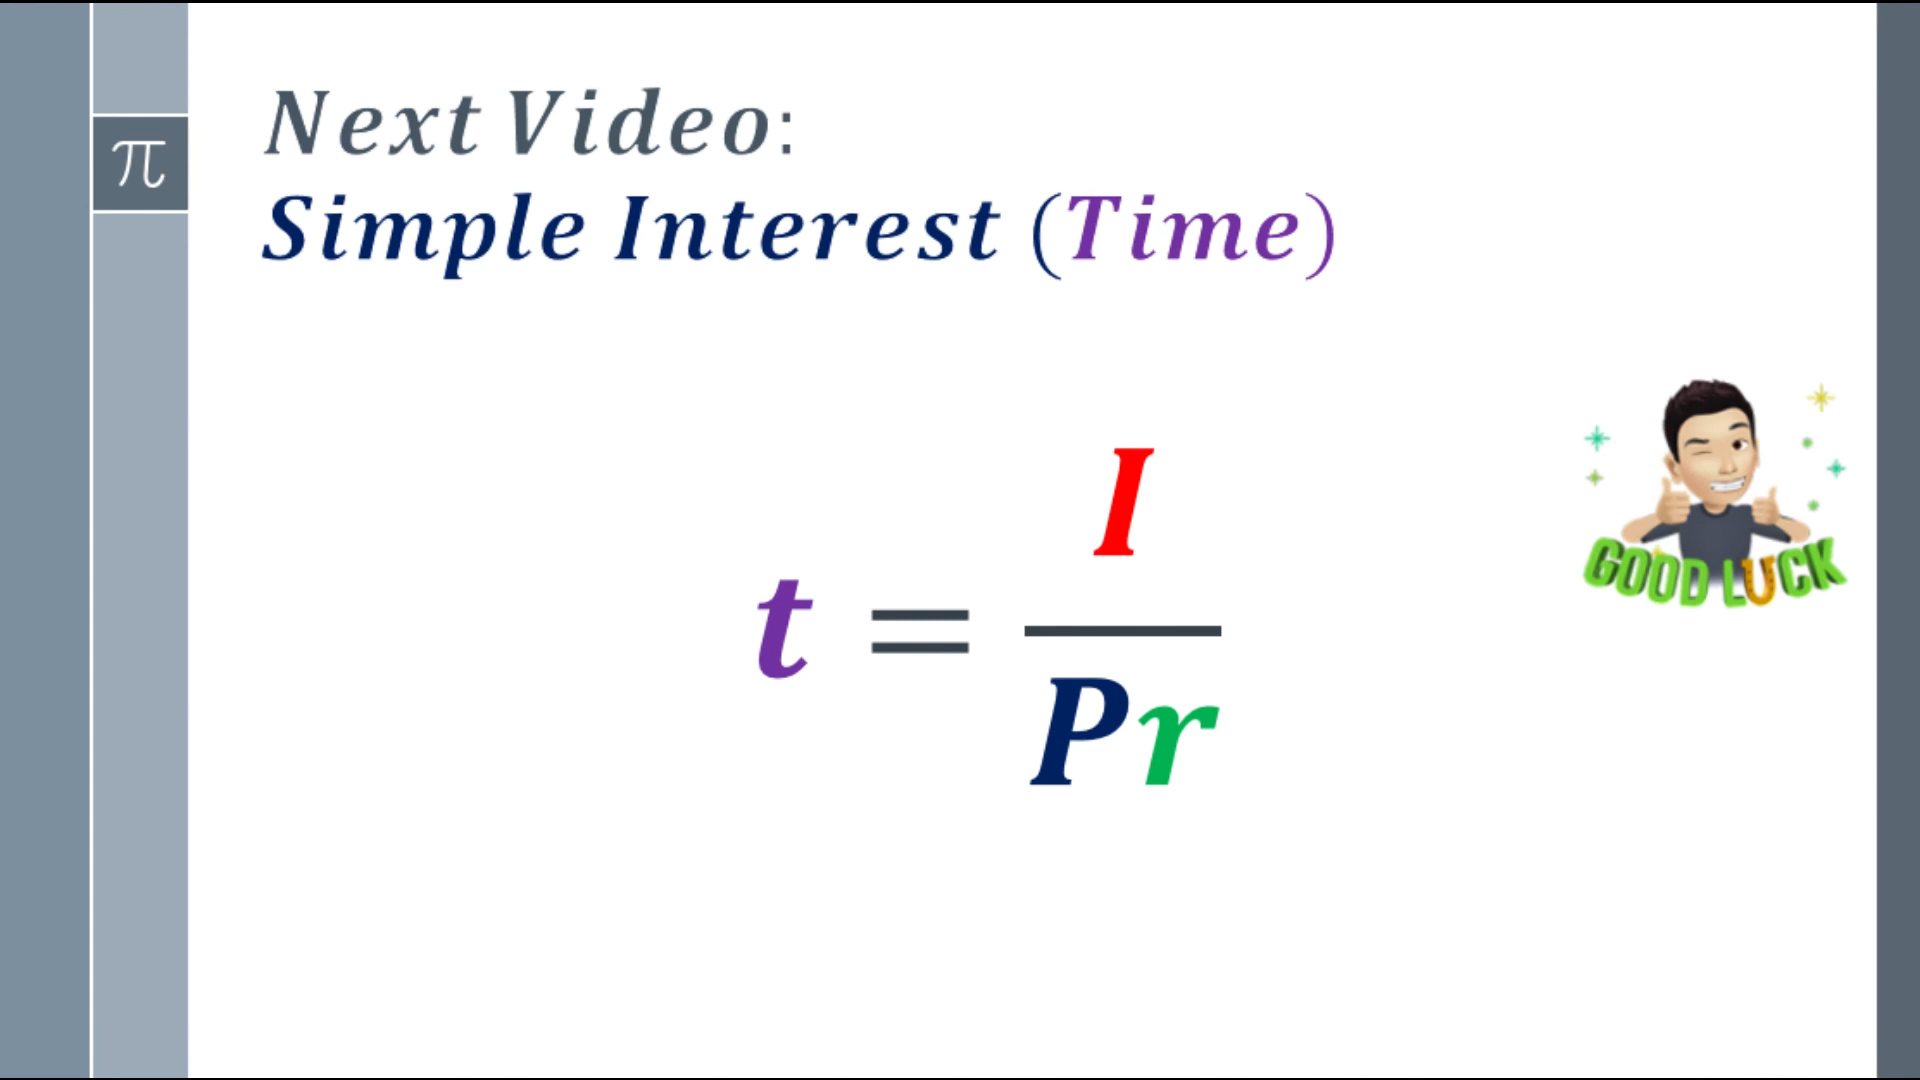 π
Next Video:
Simple Interest (Time)
t = I / Pr
GOOD LUCK